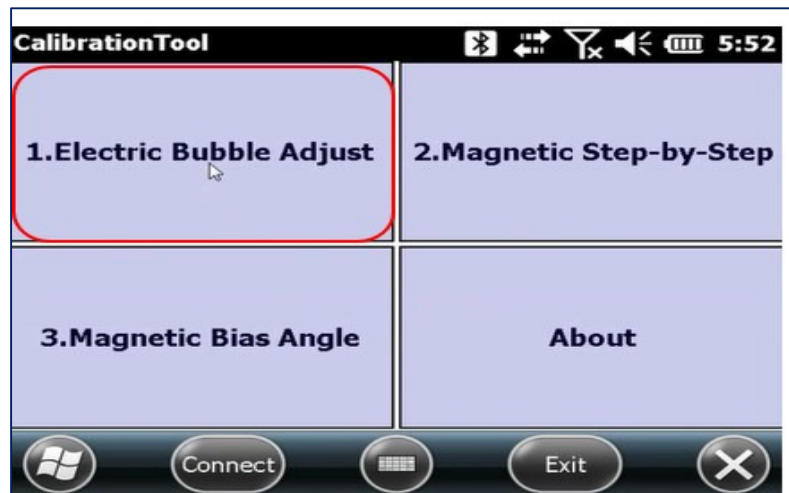 CalibrationTool 5:52
1.Electric Bubble Adjust 2.Magnetic Step-by-Step
3.Magnetic Bias Angle About
Connect Exit